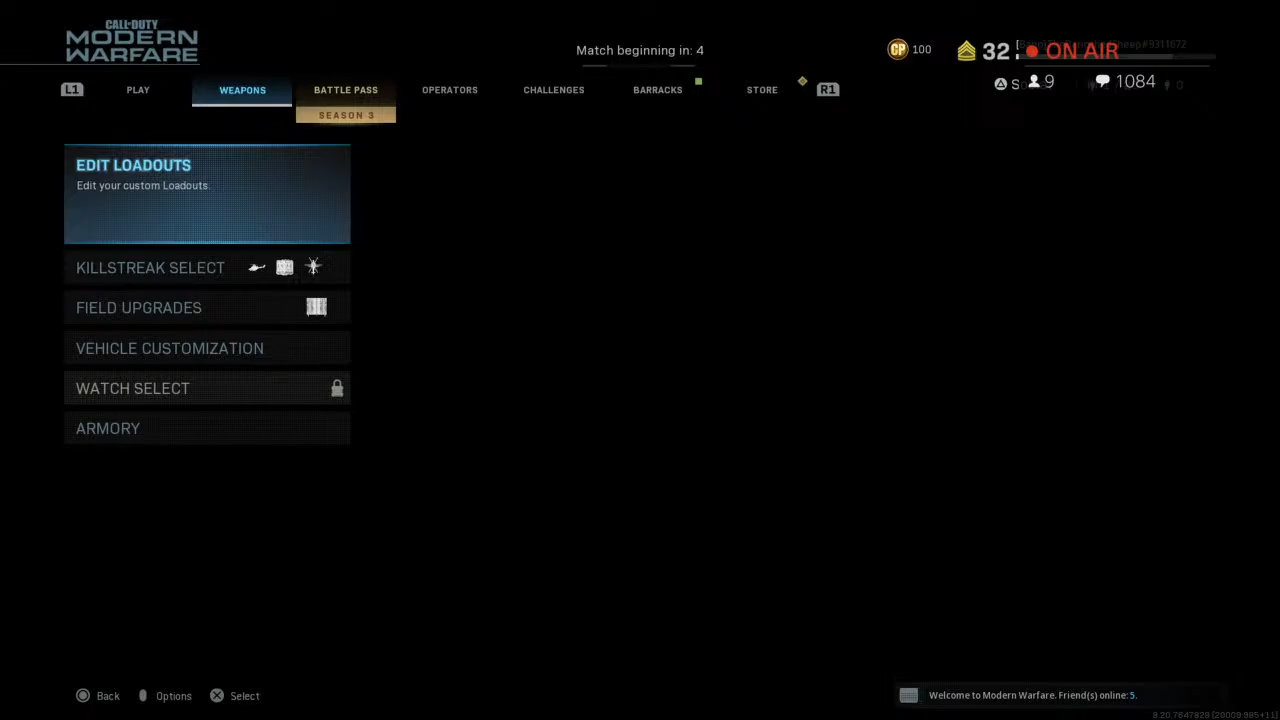 CALL OF DUTY
MODERN
WARFARE
Match beginning in: 4
CP 100
32
ON AIR
9
1084
L1
PLAY
WEAPONS
BATTLE PASS
OPERATORS
CHALLENGES
BARRACKS
STORE
R1
SEASON 3
EDIT LOADOUTS
Edit your custom Loadouts.
KILLSTREAK SELECT
FIELD UPGRADES
VEHICLE CUSTOMIZATION
WATCH SELECT
ARMORY
Back
Options
Select
Welcome to Modern Warfare. Friend(s) online: 5.